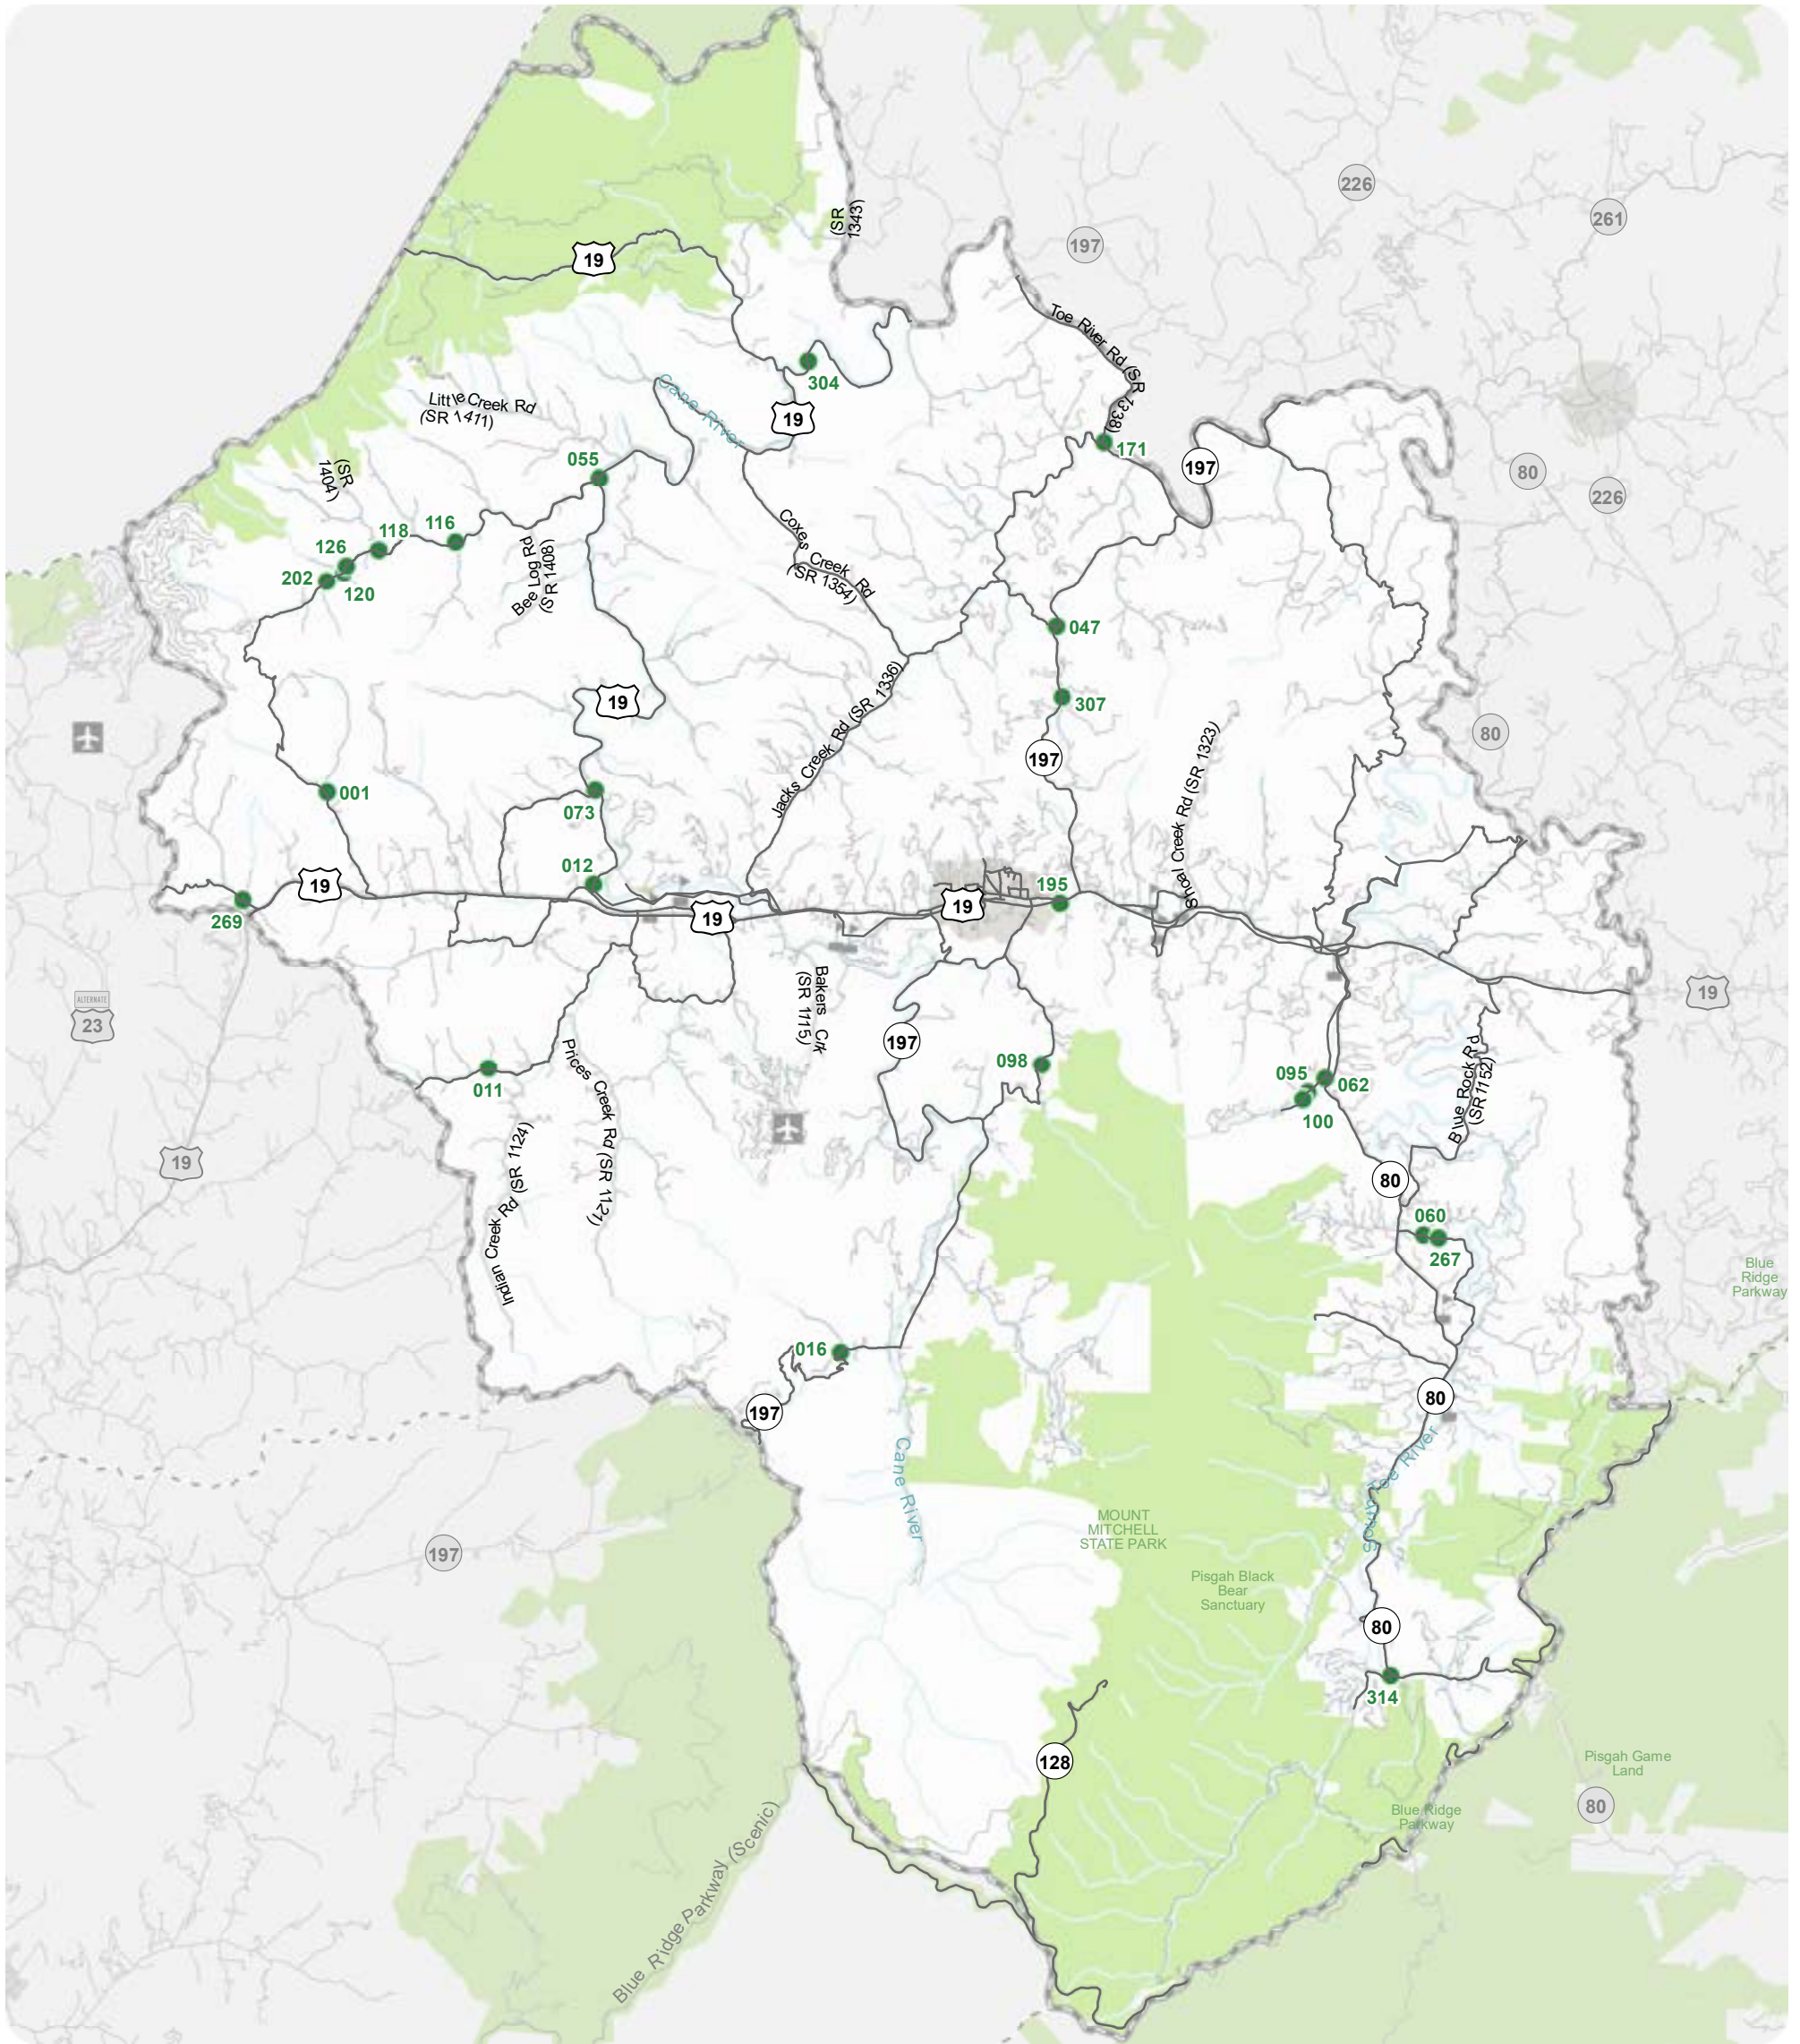 226
261
(SR
1343)
197
19
Toe River Rd (SR 1338)
304
Cane River
19
Little Creek Rd
(SR 1411)
171
197
80
226
055
(SR
1404)
116
118
126
202
120
Bee Log Rd
(SR 1408)
Coxes Creek Rd
(SR 1354)
047
19
307
80
197
Jacks Creek Rd (SR 1336)
Shoal Creek Rd (SR 1323)
001
073
012
19
195
19
19
269
Bakers Crk
(SR 1115)
ALTERNATE
23
19
197
098
095
062
100
Blue Rock Rd
(SR1152)
011
Prices Creek Rd (SR 1121)
Indian Creek Rd (SR 1124)
19
80
060
267
Blue
Ridge
Parkway
016
197
80
Cane River
South Toe River
MOUNT
MITCHELL
STATE PARK
197
Pisgah Black
Bear
Sanctuary
80
314
128
Pisgah Game
Land
80
Blue Ridge
Parkway
Blue Ridge Parkway (Scenic)